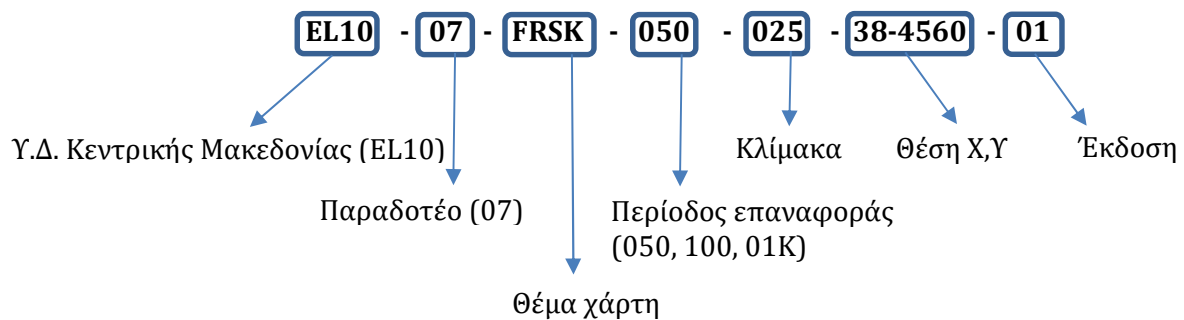 EL10 - 07 - FRSK - 050 - 025 - 38-4560 - 01
Υ.Δ. Κεντρικής Μακεδονίας (EL10)
Κλίμακα
Θέση Χ,Υ
Έκδοση
Παραδοτέο (07)
Περίοδος επαναφοράς
(050, 100, 01Κ)
Θέμα χάρτη